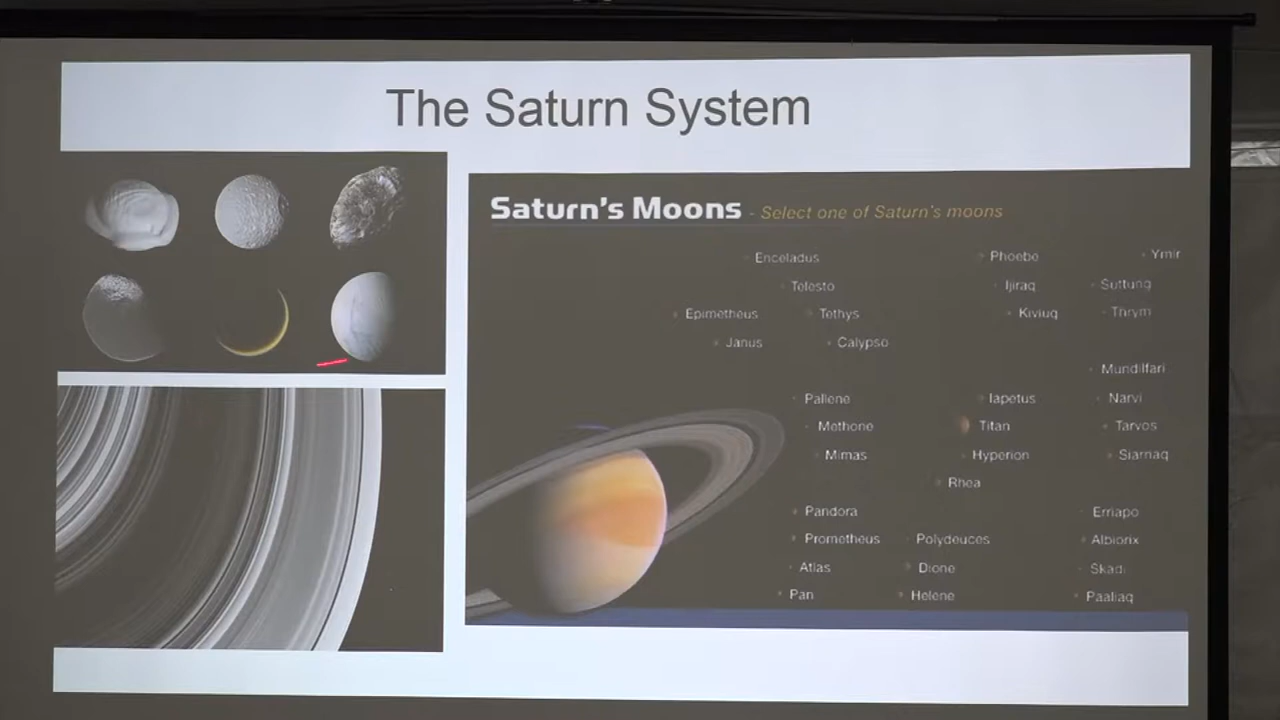 The Saturn System
Saturn's Moons - Select one of Saturn's moons
Enceladus Phoebe Ymir
Telesto Ijiraq Suttung
Epimetheus Tethys Kiviuq Thrym
Janus Calypso
Mundilfari
Pallene Iapetus Narvi
Methone Titan Tarvos
Mimas Hyperion Siarnaq
Rhea
Pandora Erriapo
Prometheus Polydeuces Albiorix
Atlas Dione Skadi
Pan Helene Paaliaq